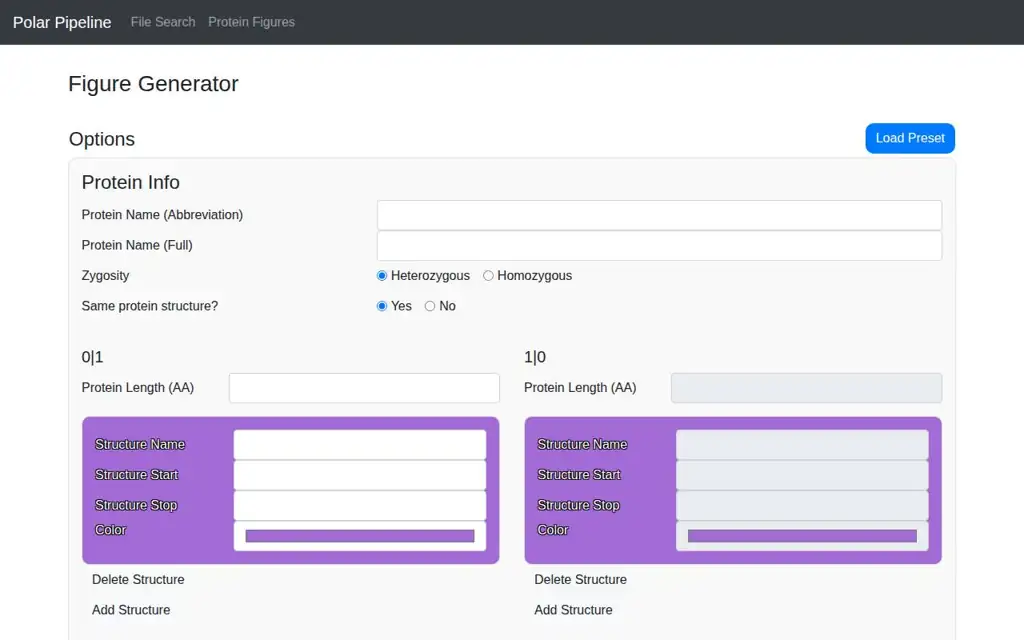 Polar Pipeline File Search Protein Figures
Figure Generator
Options Load Preset
Protein Info
Protein Name (Abbreviation)
Protein Name (Full)
Zygosity Heterozygous Homozygous
Same protein structure? Yes No
0|1 1|0
Protein Length (AA) Protein Length (AA)
Structure Name Structure Name
Structure Start Structure Start
Structure Stop Structure Stop
Color Color
Delete Structure Delete Structure
Add Structure Add Structure